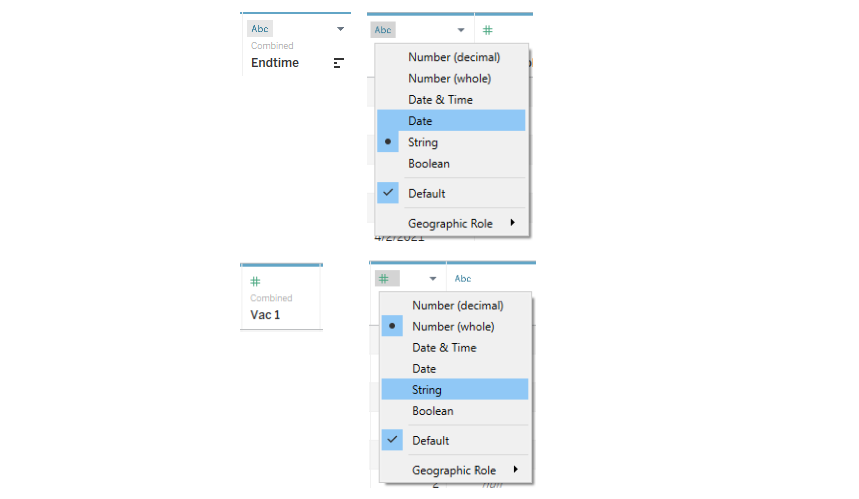 Abc
Combined
Endtime
Abc
#
Number (decimal)
Number (whole)
Date & Time
Date
String
Boolean
Default
Geographic Role
4/2/2021
#
Combined
Vac 1
#
Abc
Number (decimal)
Number (whole)
Date & Time
Date
String
Boolean
Default
Geographic Role